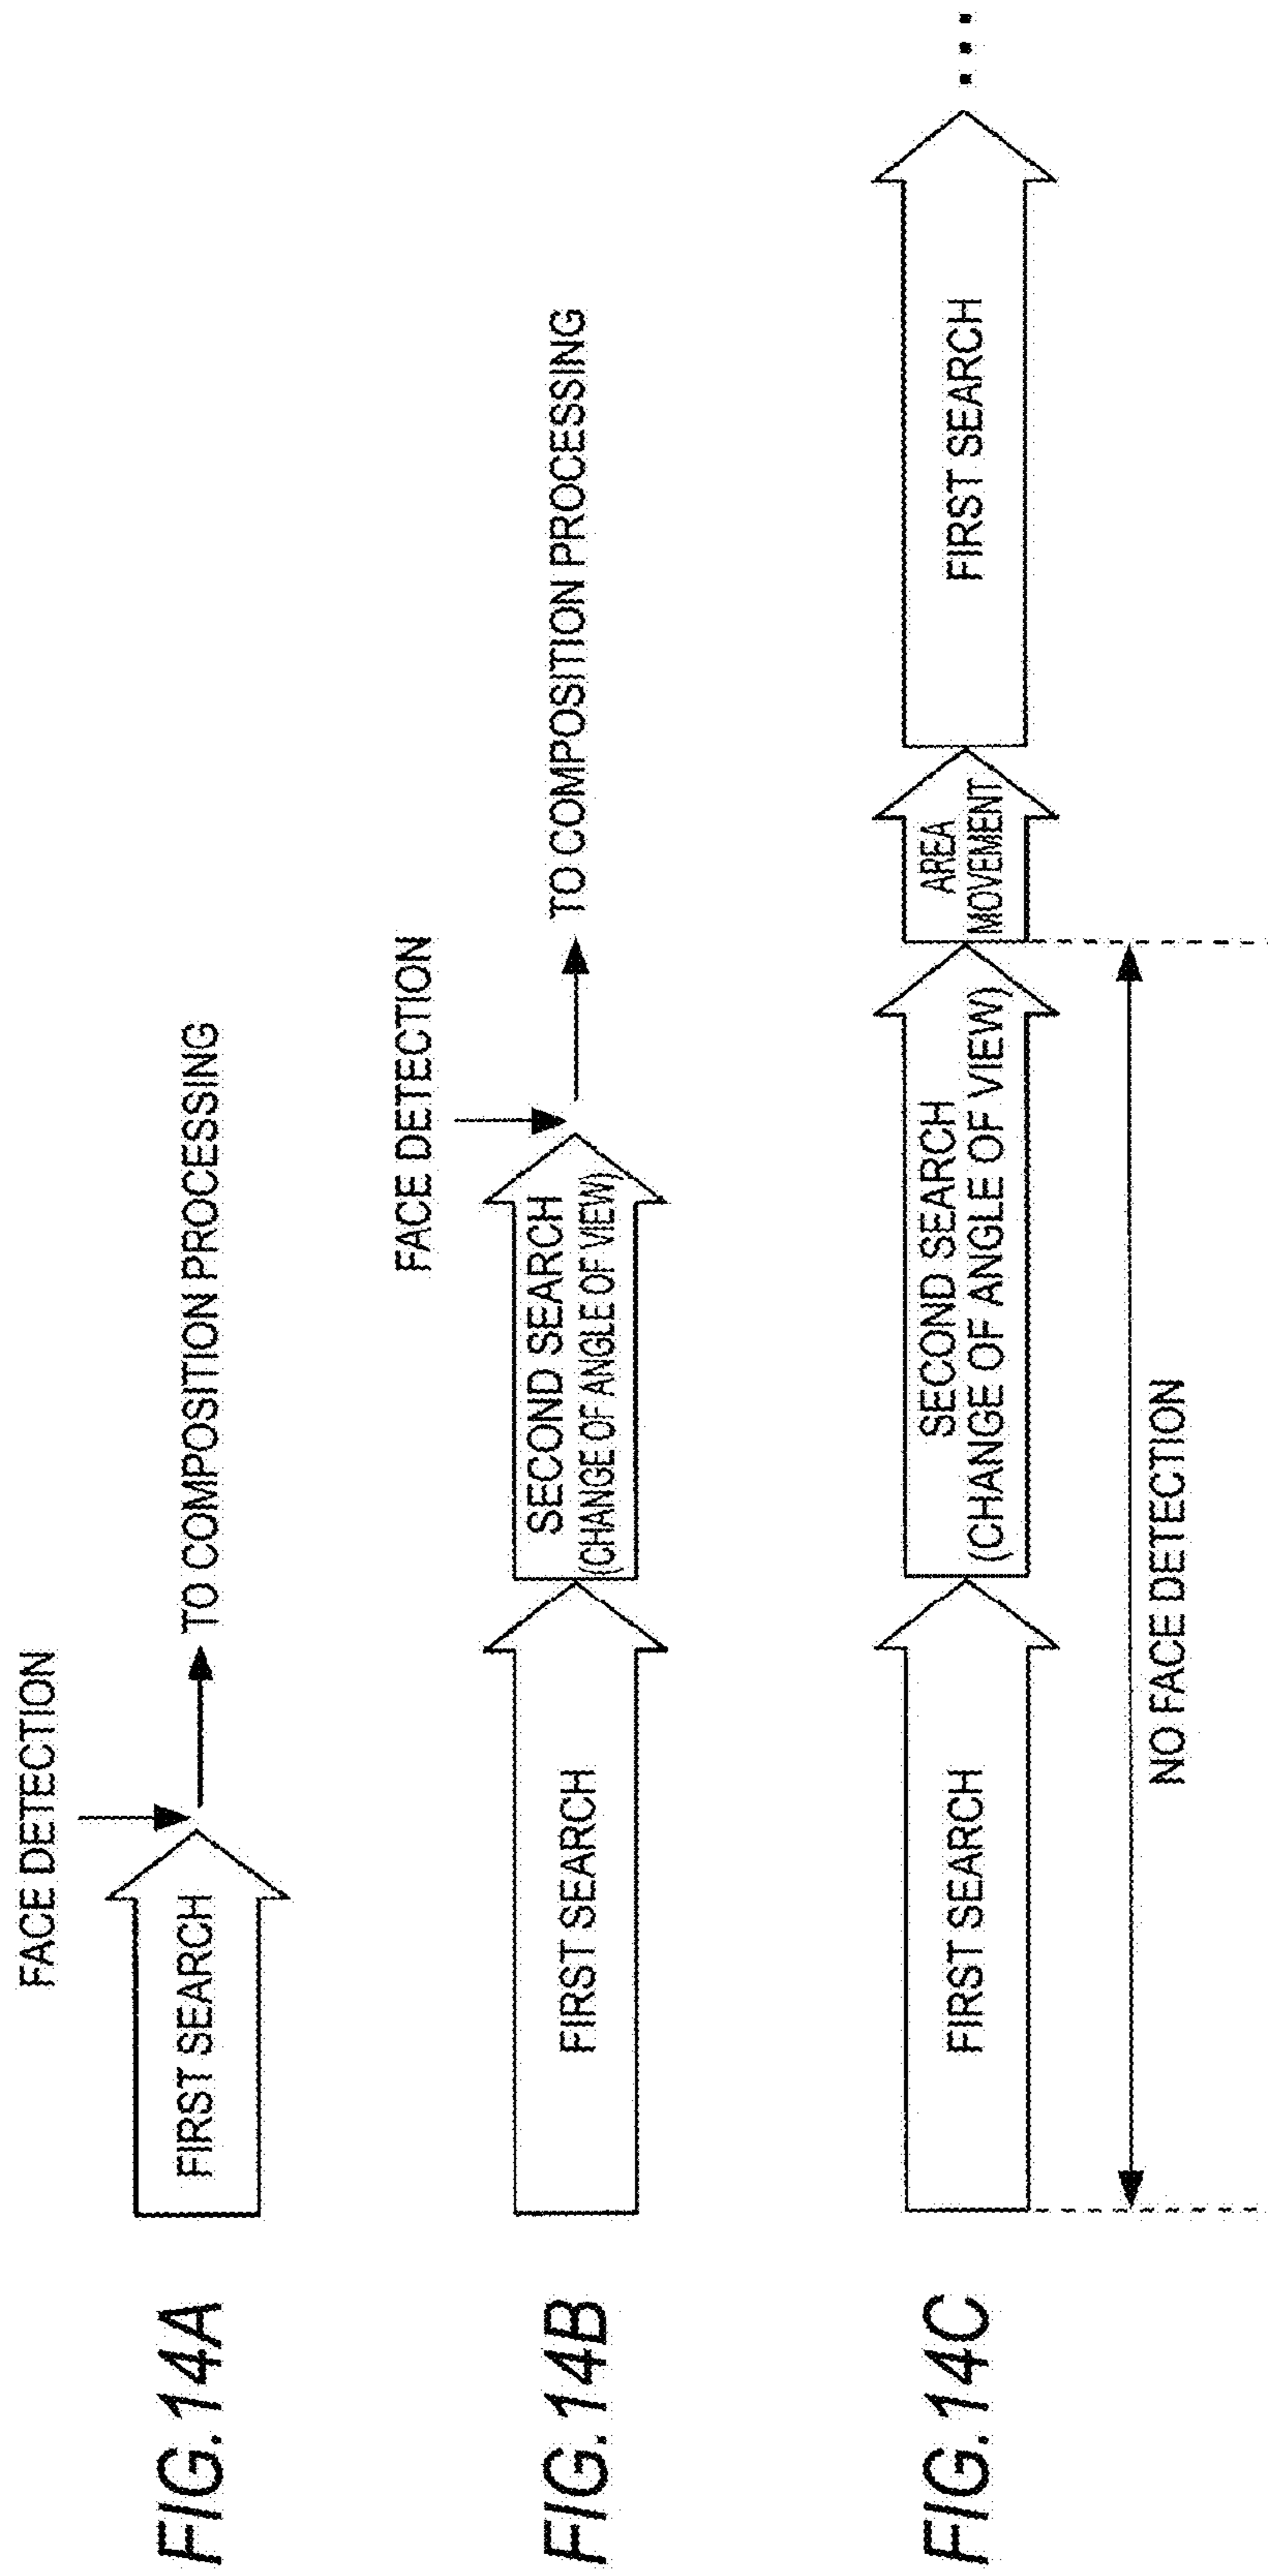 FIG. 14A
FIRST SEARCH
FACE DETECTION
TO COMPOSITION PROCESSING
FIG. 14B
FIRST SEARCH
SECOND SEARCH
(CHANGE OF ANGLE OF VIEW)
FACE DETECTION
TO COMPOSITION PROCESSING
FIG. 14C
FIRST SEARCH
SECOND SEARCH
(CHANGE OF ANGLE OF VIEW)
AREA
MOVEMENT
FIRST SEARCH
NO FACE DETECTION